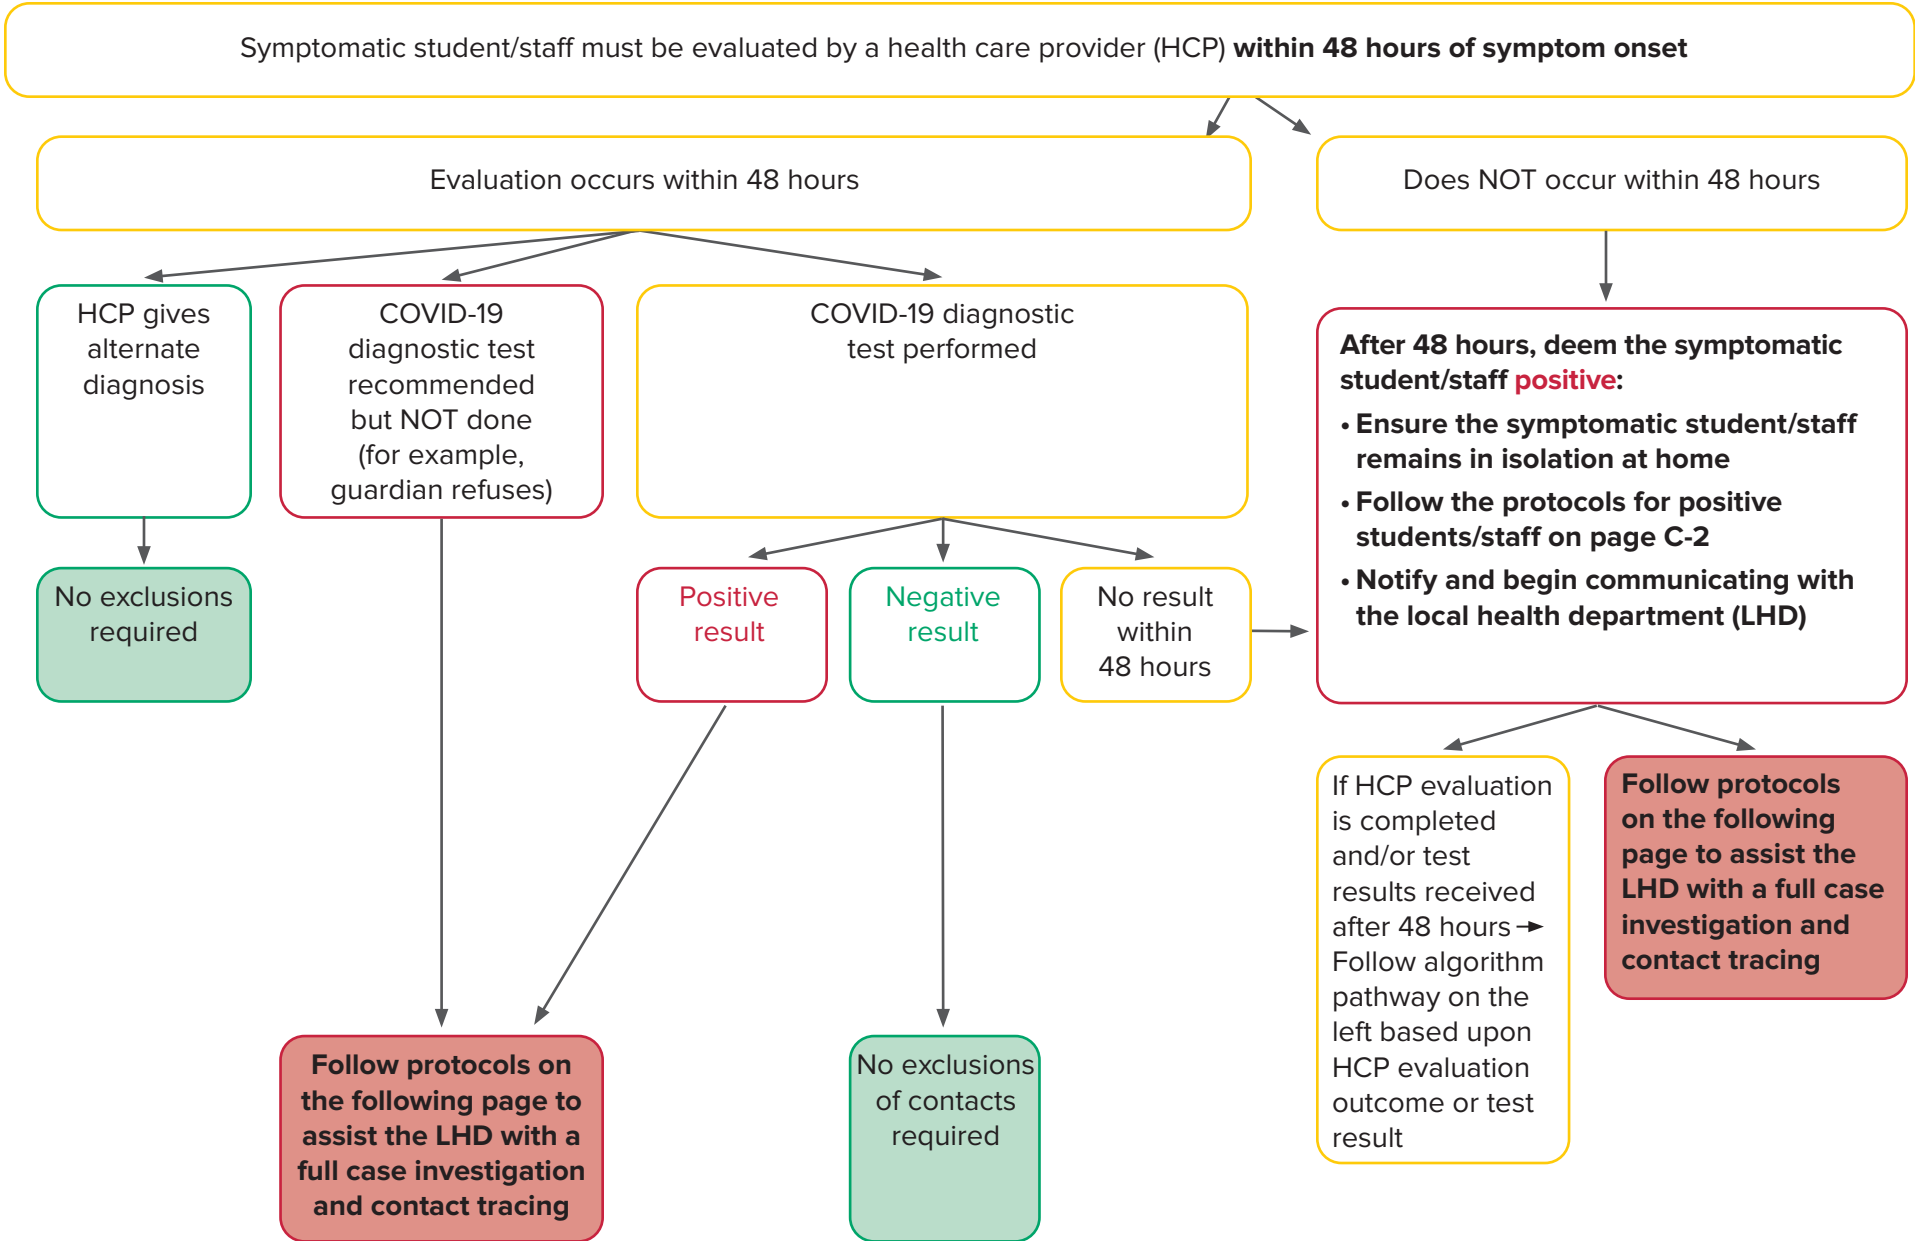 Symptomatic student/staff must be evaluated by a health care provider (HCP) within 48 hours of symptom onset
Evaluation occurs within 48 hours
Does NOT occur within 48 hours
HCP gives
alternate
diagnosis
COVID-19
diagnostic test
recommended
but NOT done
(for example,
guardian refuses)
COVID-19 diagnostic
test performed
After 48 hours, deem the symptomatic
student/staff positive:
• Ensure the symptomatic student/staff
remains in isolation at home
• Follow the protocols for positive
students/staff on page C-2
• Notify and begin communicating with
the local health department (LHD)
No exclusions
required
Positive
result
Negative
result
No result
within
48 hours
If HCP evaluation
is completed
and/or test
results received
after 48 hours →
Follow algorithm
pathway on the
left based upon
HCP evaluation
outcome or test
result
Follow protocols
on the following
page to assist the
LHD with a full case
investigation and
contact tracing
Follow protocols on
the following page to
assist the LHD with a
full case investigation
and contact tracing
No exclusions
of contacts
required